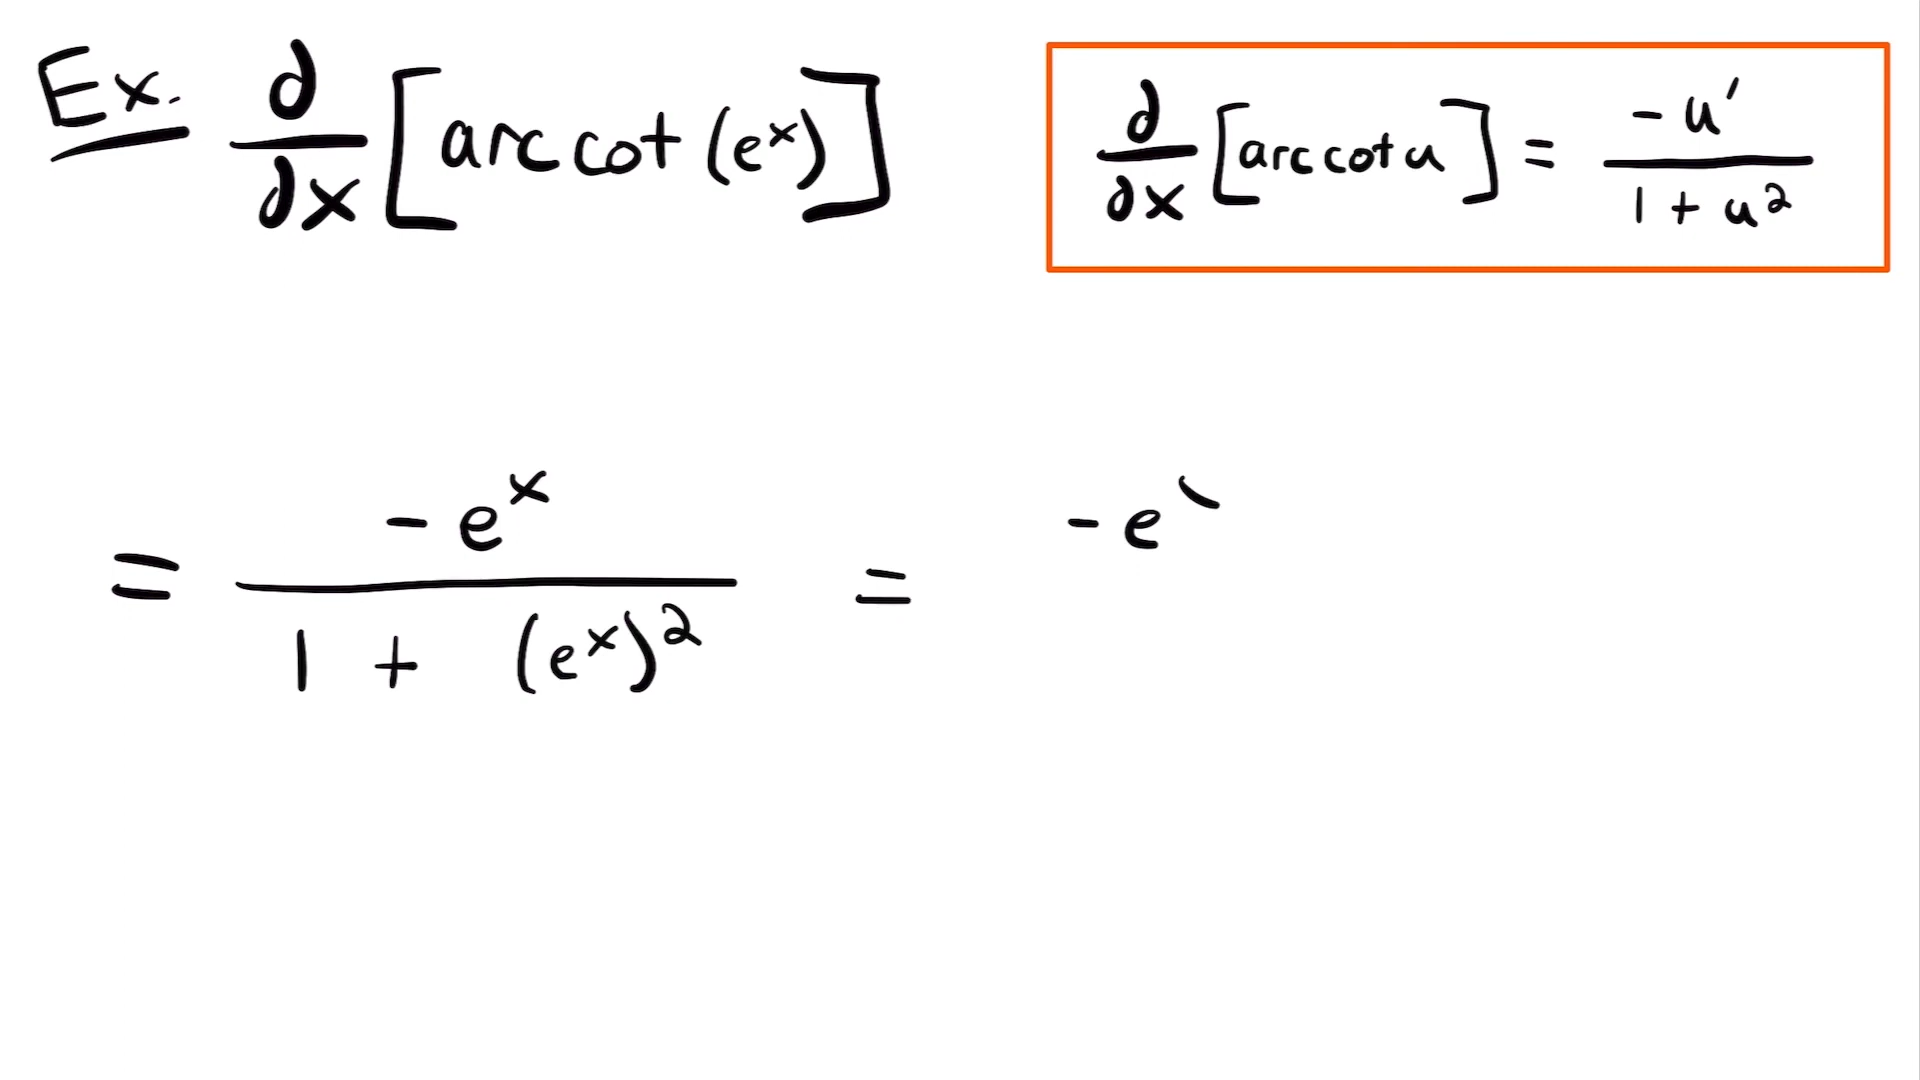 Ex. d/dx [arccot(e^x)]
d/dx [arccot u] = -u'/(1 + u^2)
= -e^x/(1 + (e^x)^2) = -e